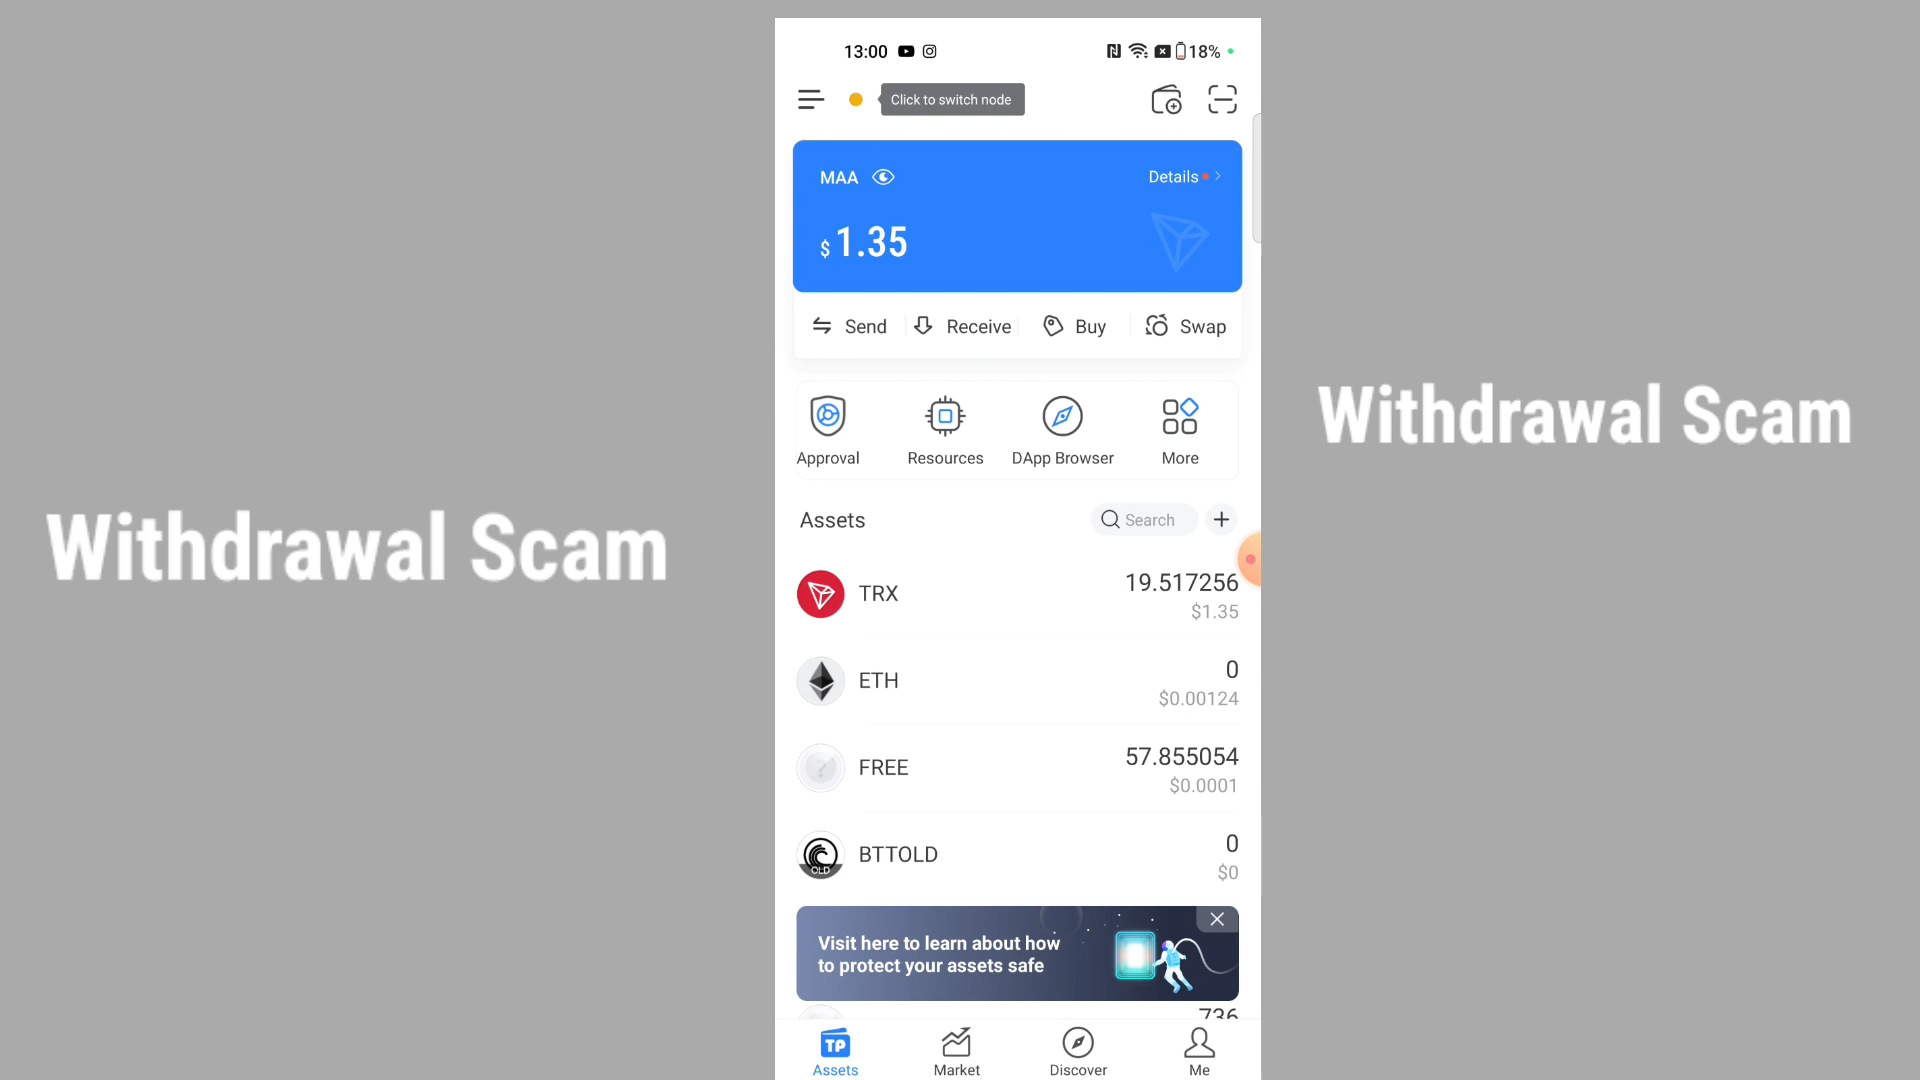 13:00
18%
Click to switch node
MAA
Details
$ 1.35
Send
Receive
Buy
Swap
Approval
Resources
DApp Browser
More
Withdrawal Scam
Withdrawal Scam
Assets
Search
TRX
19.517256
$1.35
ETH
0
$0.00124
FREE
57.855054
$0.0001
OLD
BTTOLD
0
$0
Visit here to learn about how
to protect your assets safe
736
TP
Assets
Market
Discover
Me